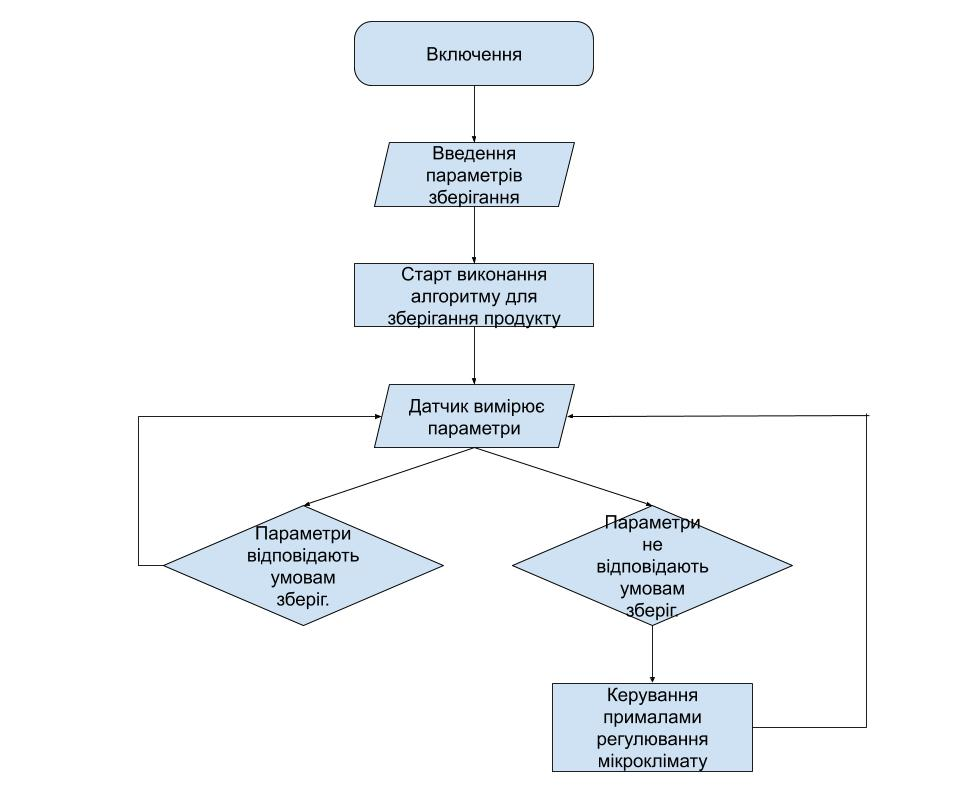 Включення
Введення
параметрів
зберігання
Старт виконання
алгоритму для
зберігання продукту
Датчик вимірює
параметри
Параметри
відповідають
умовам
зберіг.
Параметри
не
відповідають
умовам
зберіг.
Керування
прималами
регулювання
мікроклімату